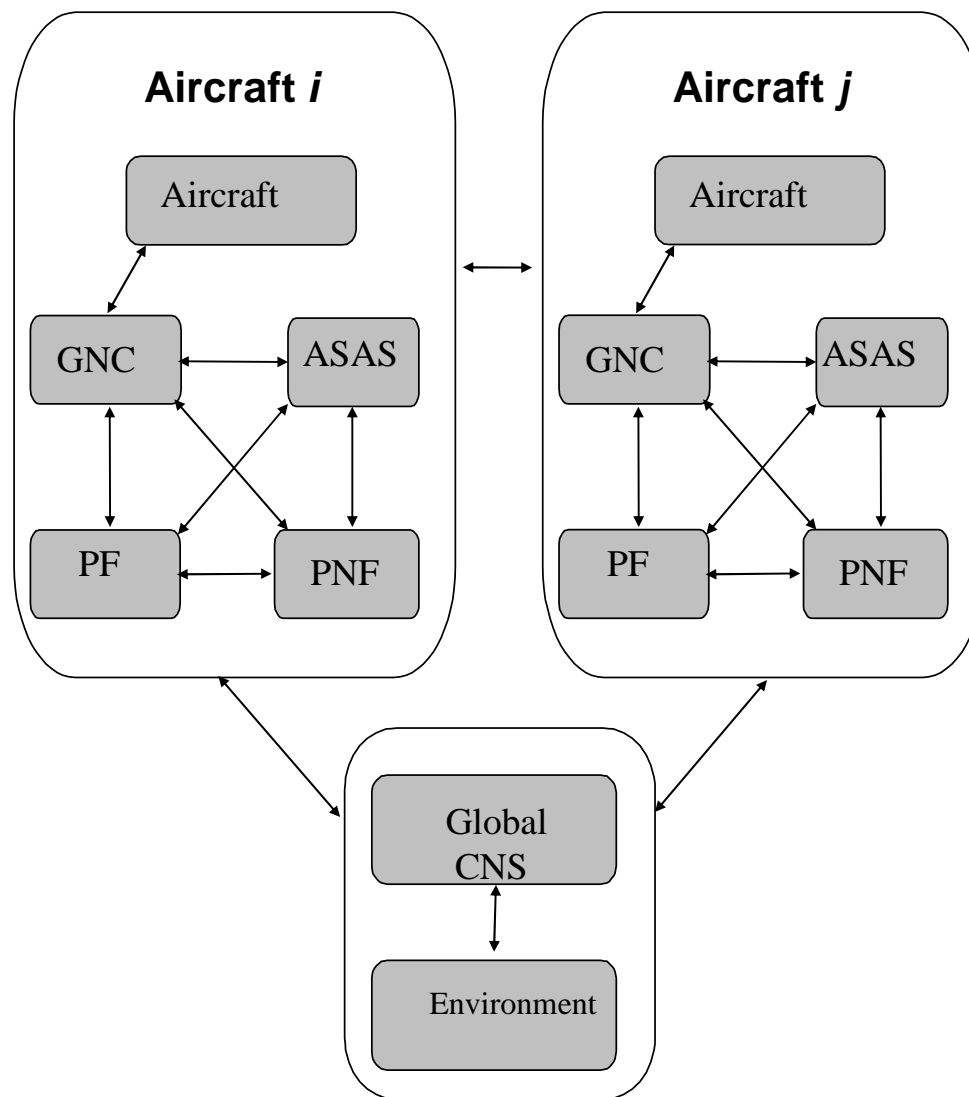 Aircraft i
Aircraft
GNC
ASAS
PF
PNF
Aircraft j
Aircraft
GNC
ASAS
PF
PNF
Global
CNS
Environment